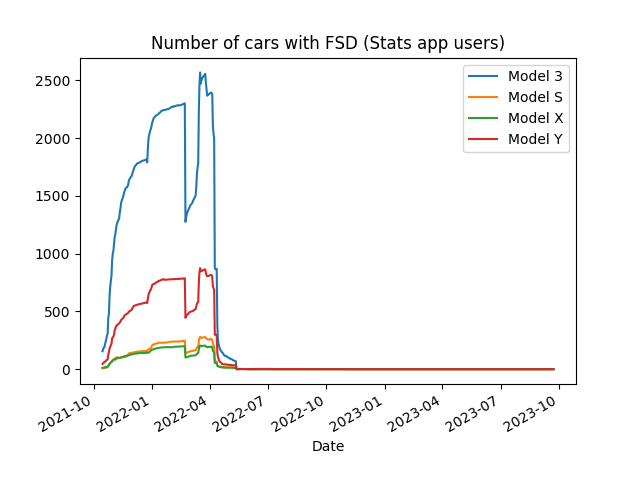 Number of cars with FSD (Stats app users)
Model 3
Model S
Model X
Model Y
2500
2000
1500
1000
500
0
2021-10
2022-01
2022-04
2022-07
2022-10
2023-01
2023-04
2023-07
2023-10
Date